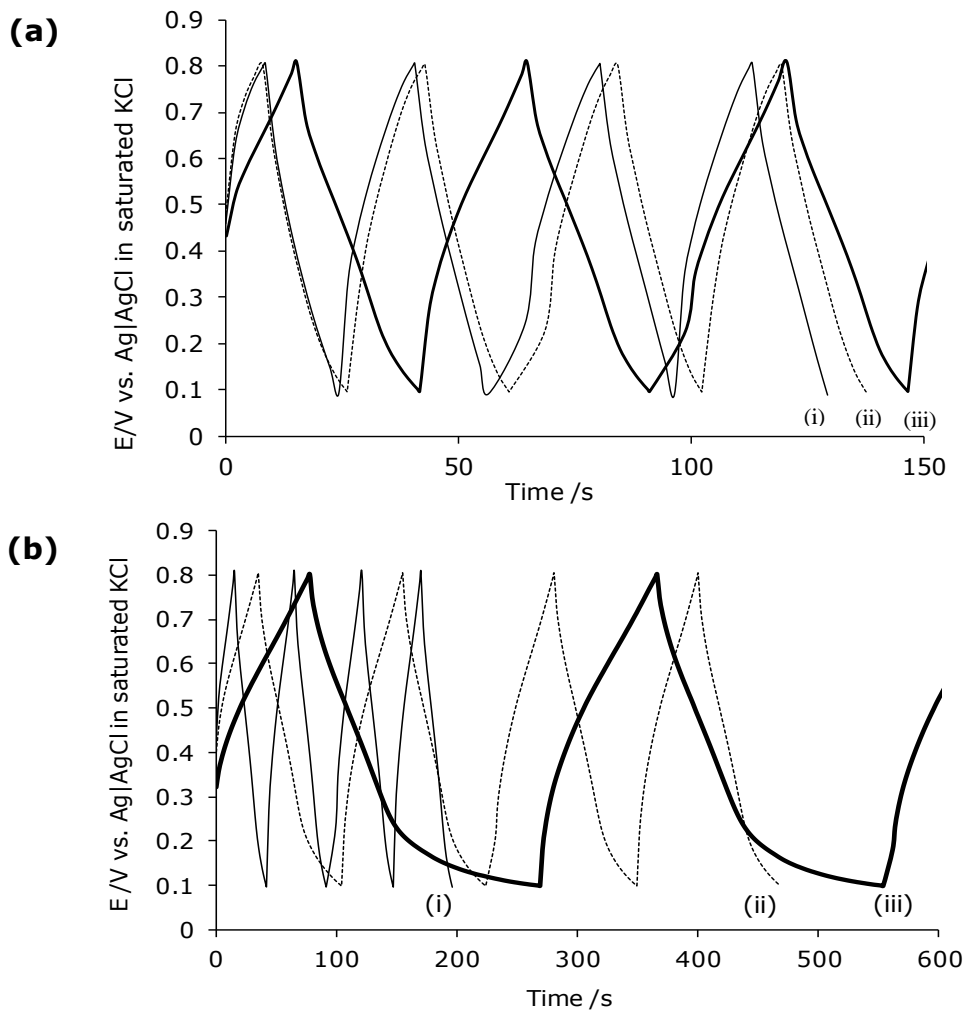 (a)
E/V vs. Ag|AgCl in saturated KCl
0.9
0.8
0.7
0.6
0.5
0.4
0.3
0.2
0.1
0
(i) (ii) (iii)
0 50 100 150
Time /s
(b)
E /V vs. Ag|AgCl in saturated KCl
0.9
0.8
0.7
0.6
0.5
0.4
0.3
0.2
0.1
0
(i) (ii) (iii)
0 100 200 300 400 500 600
Time /s